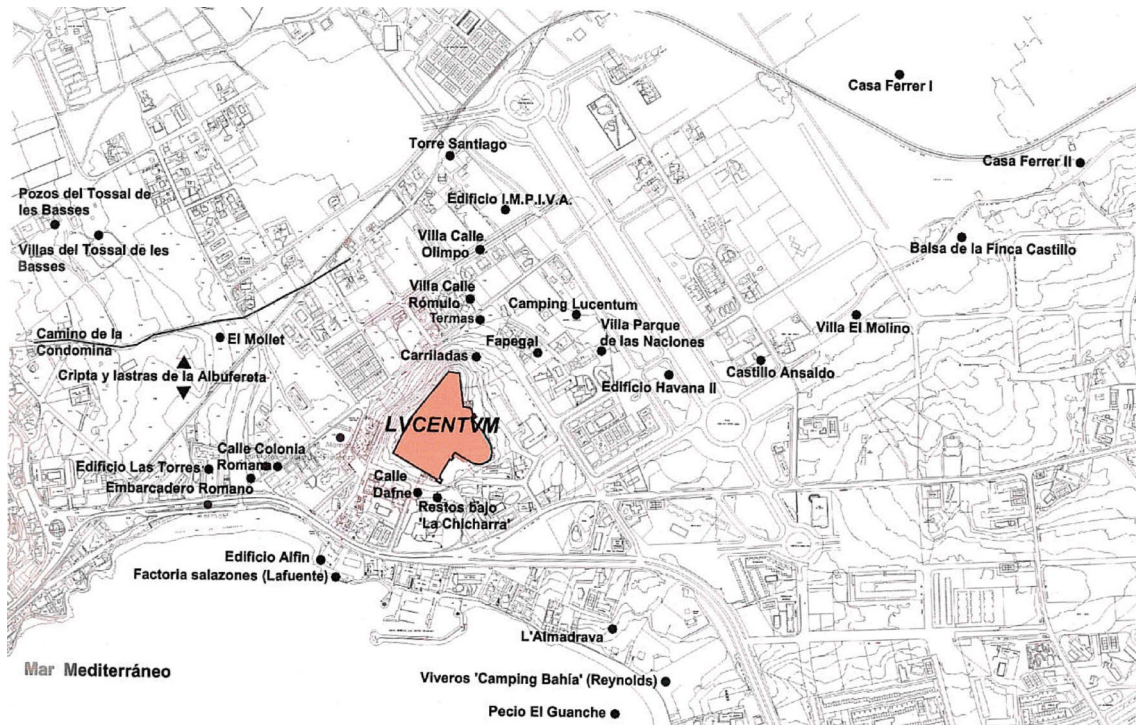 Casa Ferrer I
Torre Santiago
Casa Ferrer II
Pozos del Tossal de
les Basses
Edificio I.M.P.I.V.A.
Villas del Tossal de les
Basses
Villa Calle
Olimpo
Balsa de la Finca Castillo
Villa Calle
Rómulo
Termas
Camping Lucentum
Villa El Molino
Camino de la
Condomina
El Mollet
Villa Parque
de las Naciones
Fapegal
Carriladas
Castillo Ansaldo
Cripta y lastras de la Albufereta
Edificio Havana II
LVCENTVM
Calle Colonia
Romana
Edificio Las Torres
Embarcadero Romano
Calle
Dafne
Restos bajo
'La Chicharra'
Edificio Alfin
Factoria salazones (Lafuente)
L'Almadrava
Mar Mediterráneo
Viveros 'Camping Bahía' (Reynolds)
Pecio El Guanche